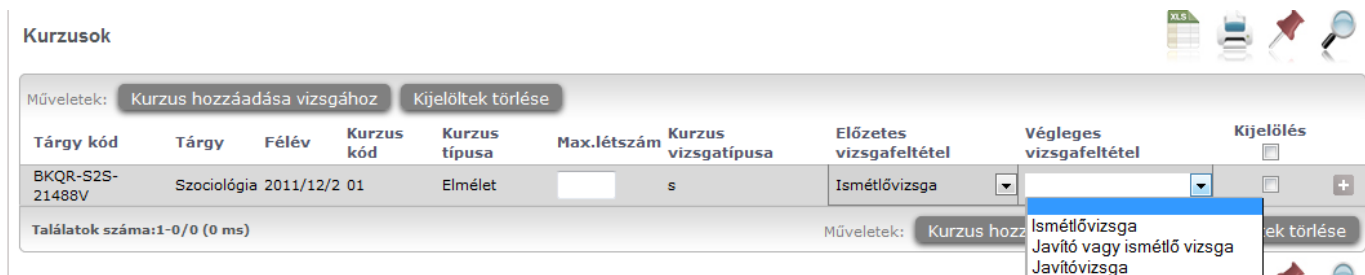 XLS
Kurzusok
Műveletek: Kurzus hozzáadása vizsgához Kijelöltek törlése
Tárgy kód Tárgy Félév Kurzus kód Kurzus típusa Max.létszám Kurzus vizsgatípusa Előzetes vizsgafeltétel Végleges vizsgafeltétel Kijelölés
BKQR-S2S-21488V Szociológia 2011/12/2 01 Elmélet s Ismétlővizsga
Találatok száma:1-0/0 (0 ms) Műveletek: Kurzus hozz tek törlése
Ismétlővizsga
Javító vagy ismétlő vizsga
Javítóvizsga